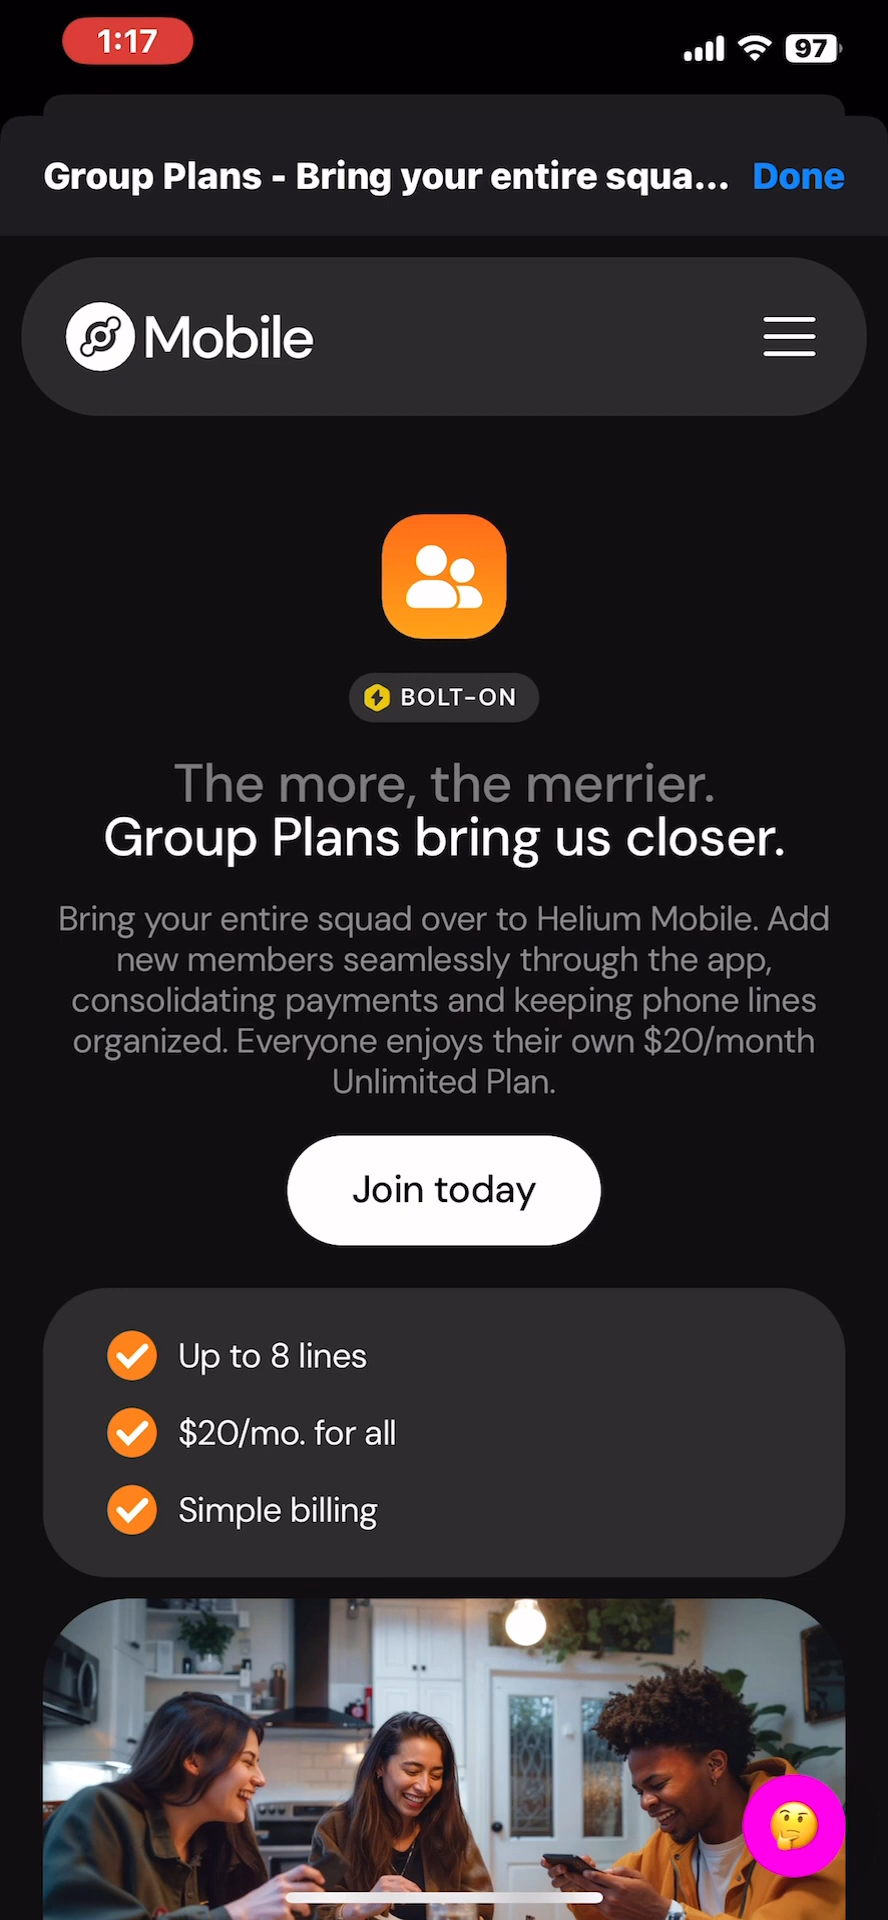 1:17
97
Group Plans - Bring your entire squa...
Done
Mobile
BOLT-ON
The more, the merrier.
Group Plans bring us closer.
Bring your entire squad over to Helium Mobile. Add
new members seamlessly through the app,
consolidating payments and keeping phone lines
organized. Everyone enjoys their own $20/month
Unlimited Plan.
Join today
Up to 8 lines
$20/mo. for all
Simple billing